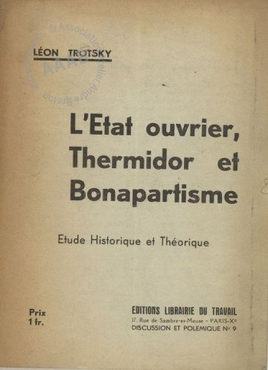 LÉON TROTSKY
L'Etat ouvrier,
Thermidor et
Bonapartisme
Etude Historique et Théorique
Prix
1 fr.
EDITIONS LIBRAIRIE DU TRAVAIL
17, Rue de Sambre-et-Meuse - PARIS-Xe
DISCUSSION ET POLEMIQUE N° 9